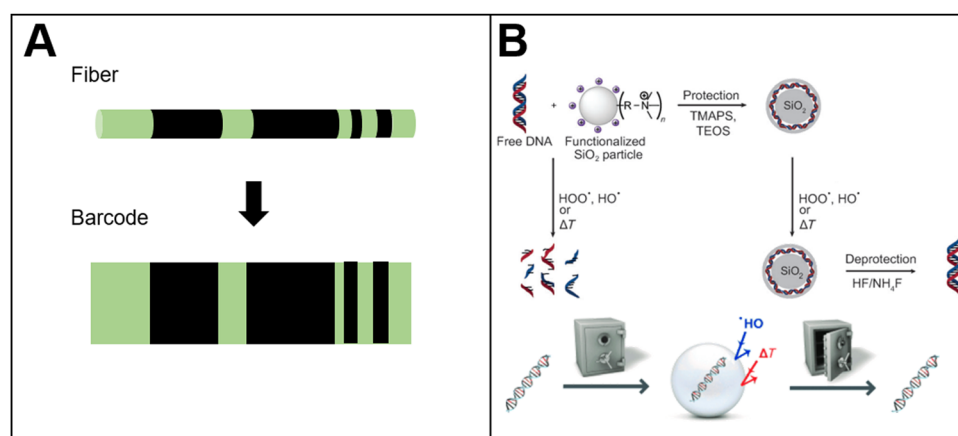 A
Fiber
Barcode
B
Free DNA
+
Functionalized
SiO₂ particle
(R–N⊕)n
Protection
TMAPS,
TEOS
SiO₂
HOO•, HO•
or
ΔT
HOO•, HO•
or
ΔT
SiO₂
Deprotection
HF/NH₄F
•HO
ΔT